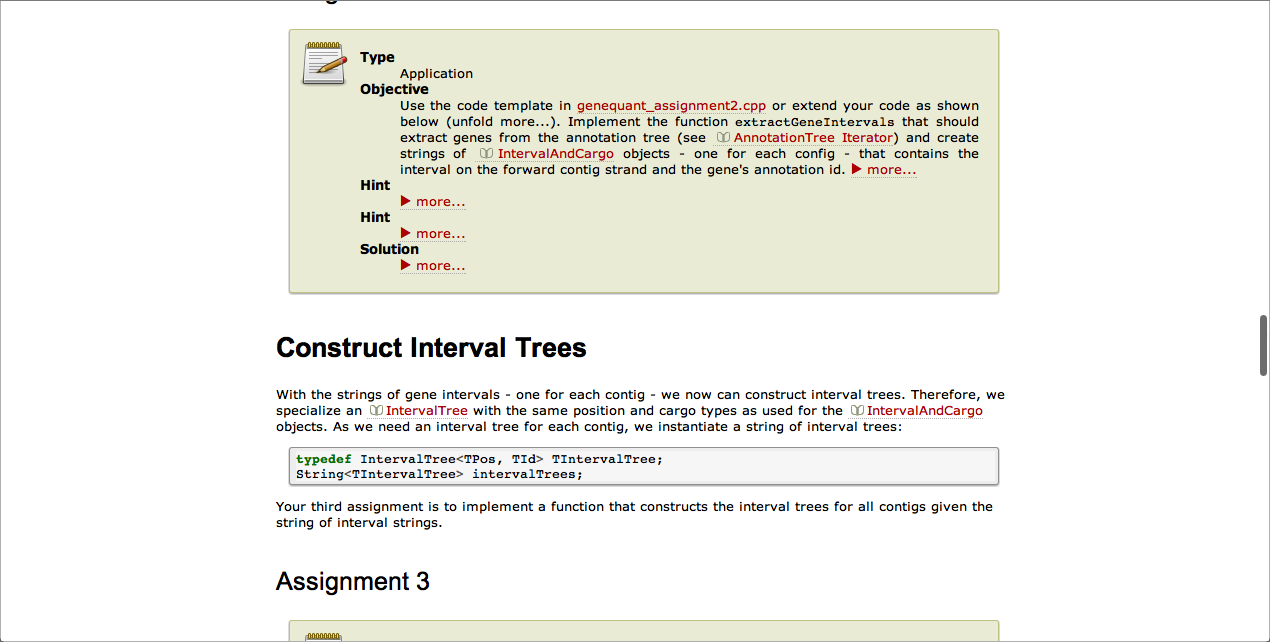 Type
Application
Objective
Use the code template in genequant_assignment2.cpp or extend your code as shown
below (unfold more...). Implement the function extractGeneIntervals that should
extract genes from the annotation tree (see AnnotationTree Iterator) and create
strings of IntervalAndCargo objects - one for each config - that contains the
interval on the forward contig strand and the gene's annotation id. ▶ more...
Hint
▶ more...
Hint
▶ more...
Solution
▶ more...
Construct Interval Trees
With the strings of gene intervals - one for each contig - we now can construct interval trees. Therefore, we
specialize an IntervalTree with the same position and cargo types as used for the IntervalAndCargo
objects. As we need an interval tree for each contig, we instantiate a string of interval trees:
typedef IntervalTree<TPos, TId> TIntervalTree;
String<TIntervalTree> intervalTrees;
Your third assignment is to implement a function that constructs the interval trees for all contigs given the
string of interval strings.
Assignment 3